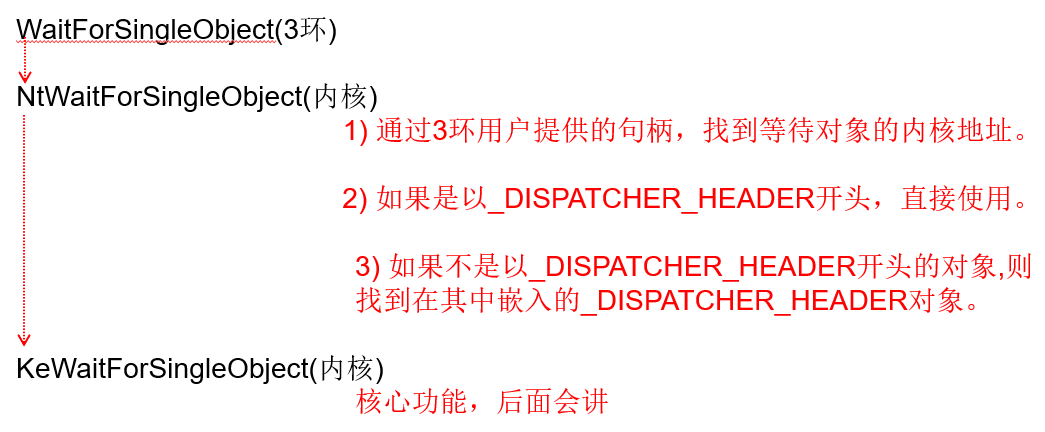 WaitForSingleObject(3环)
NtWaitForSingleObject(内核)
1) 通过3环用户提供的句柄，找到等待对象的内核地址。
2) 如果是以_DISPATCHER_HEADER开头，直接使用。
3) 如果不是以_DISPATCHER_HEADER开头的对象,则
找到在其中嵌入的_DISPATCHER_HEADER对象。
KeWaitForSingleObject(内核)
核心功能，后面会讲